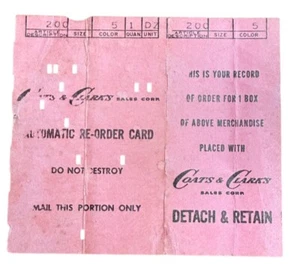 200 5 1 DZ
SIZE COLOR QUAN UNIT
COATS & CLARK'S
SALES CORP.
AUTOMATIC RE-ORDER CARD
DO NOT DESTROY
MAIL THIS PORTION ONLY
200 5
SIZE COLOR
THIS IS YOUR RECORD
OF ORDER FOR 1 BOX
OF ABOVE MERCHANDISE
PLACED WITH
COATS & CLARK'S
SALES CORP.
DETACH & RETAIN